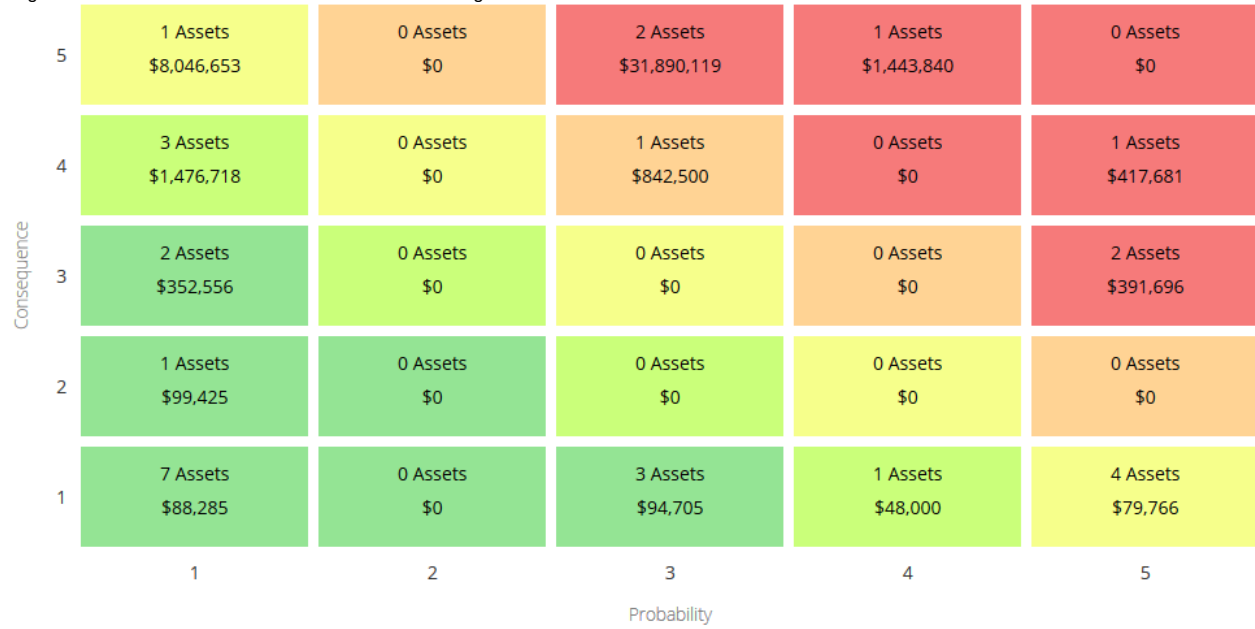 1 Assets 0 Assets 2 Assets 1 Assets 0 Assets
5
$8,046,653 $0 $31,890,119 $1,443,840 $0
3 Assets 0 Assets 1 Assets 0 Assets 1 Assets
4
$1,476,718 $0 $842,500 $0 $417,681
Consequence
2 Assets 0 Assets 0 Assets 0 Assets 2 Assets
3
$352,556 $0 $0 $0 $391,696
1 Assets 0 Assets 0 Assets 0 Assets 0 Assets
2
$99,425 $0 $0 $0 $0
7 Assets 0 Assets 3 Assets 1 Assets 4 Assets
1
$88,285 $0 $94,705 $48,000 $79,766
1 2 3 4 5
Probability